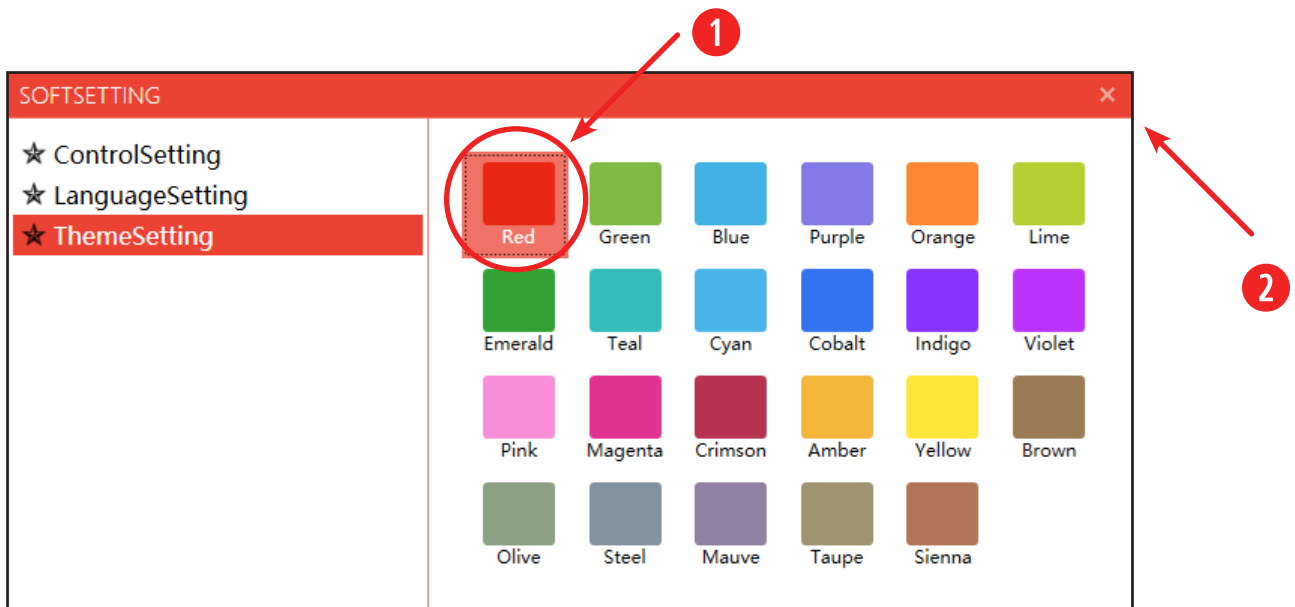 1
SOFTSETTING ×
ControlSetting
LanguageSetting
ThemeSetting
Red Green Blue Purple Orange Lime
2
Emerald Teal Cyan Cobalt Indigo Violet
Pink Magenta Crimson Amber Yellow Brown
Olive Steel Mauve Taupe Sienna